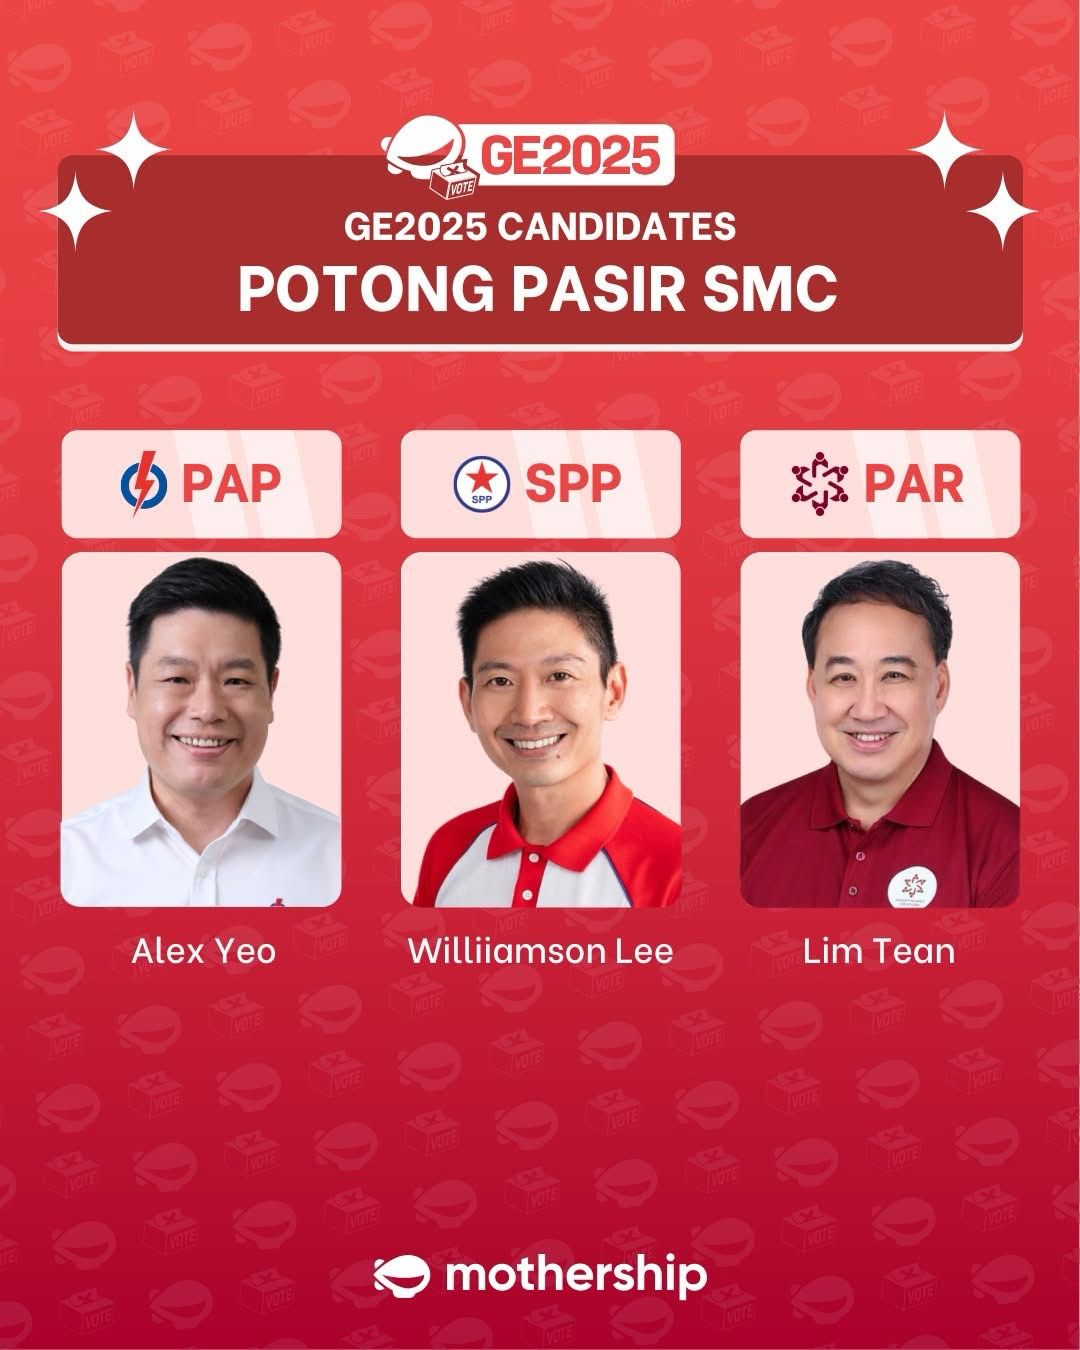 VOTE
GE2025
GE2025 CANDIDATES
POTONG PASIR SMC
PAP
SPP
SPP
PAR
Alex Yeo
Williiamson Lee
Lim Tean
mothership